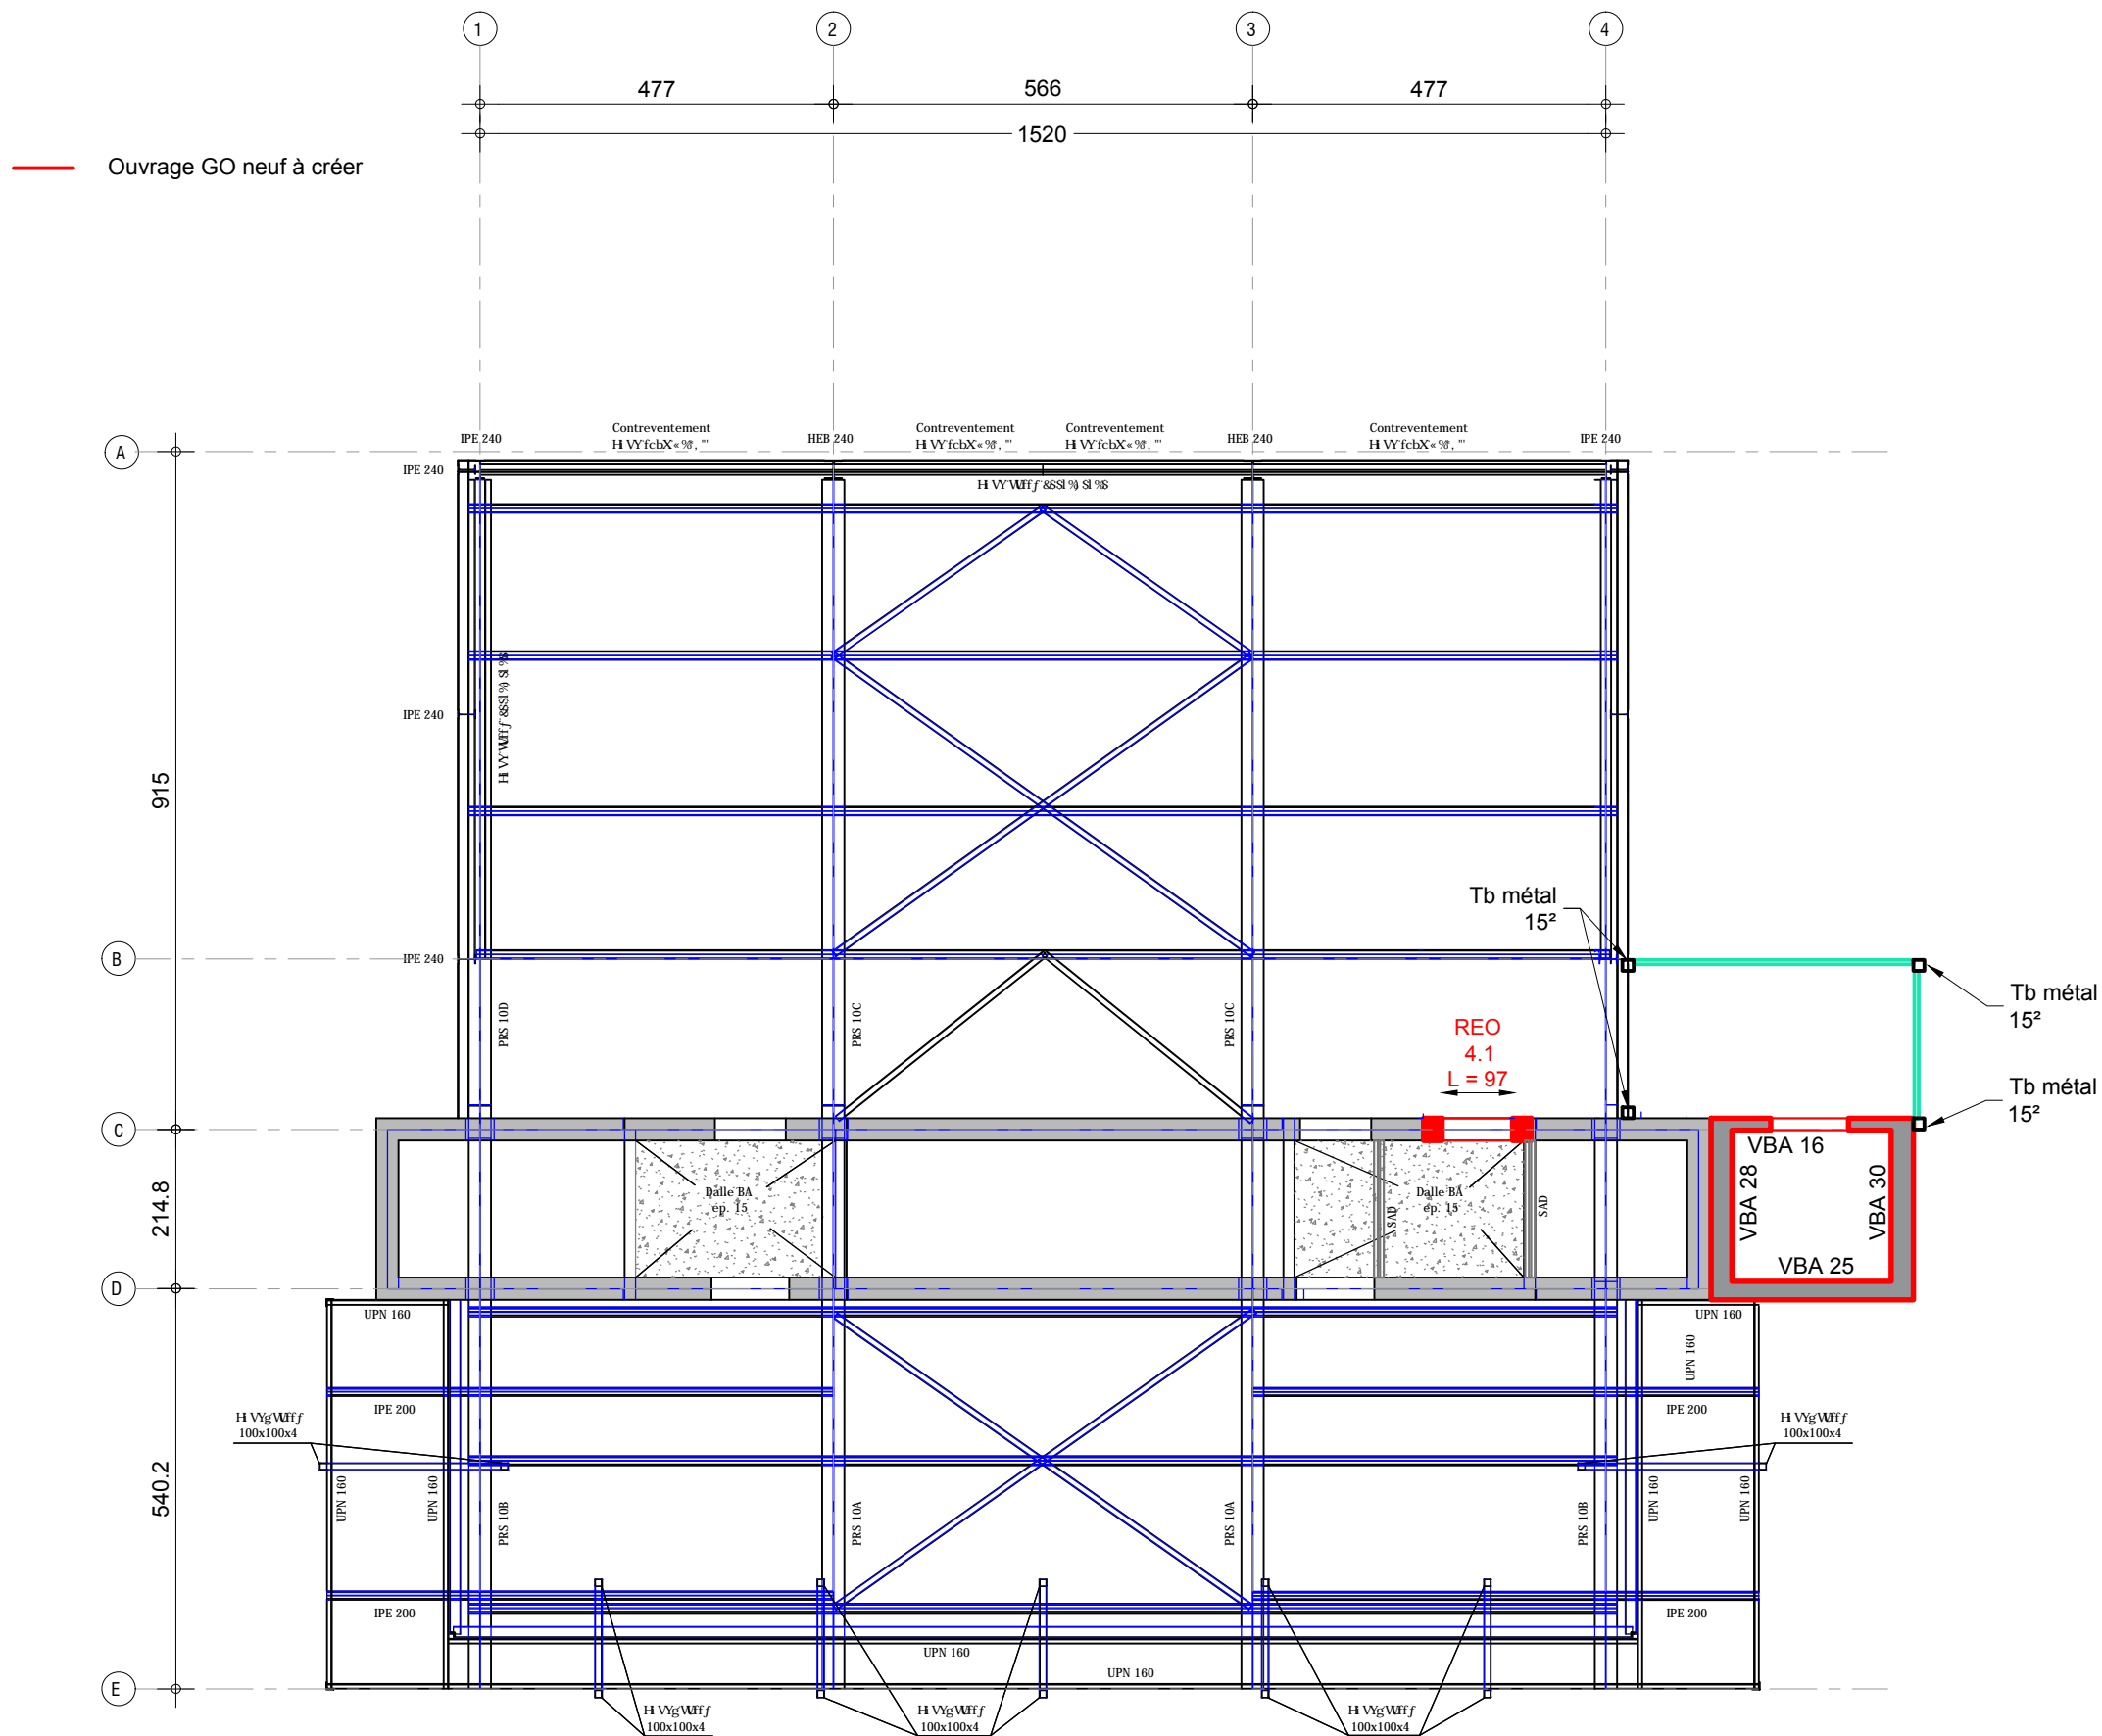 1
2
3
4
477
566
477
1520
Ouvrage GO neuf à créer
A
B
C
D
E
915
214.8
540.2
Contreventement
Contreventement
Contreventement
Contreventement
IPE 240
HEB 240
HEB 240
IPE 240
IPE 240
IPE 240
IPE 240
PRS 10D
PRS 10C
PRS 10C
Tb métal
15²
Tb métal
15²
Tb métal
15²
REO
4.1
L = 97
VBA 16
VBA 28
VBA 30
VBA 25
Dalle BA
ep. 15
Dalle BA
ep. 15
SAD
SAD
UPN 160
UPN 160
UPN 160
IPE 200
IPE 200
100x100x4
100x100x4
UPN 160
UPN 160
PRS 10B
PRS 10A
PRS 10A
PRS 10B
UPN 160
UPN 160
IPE 200
IPE 200
UPN 160
UPN 160
100x100x4
100x100x4
100x100x4